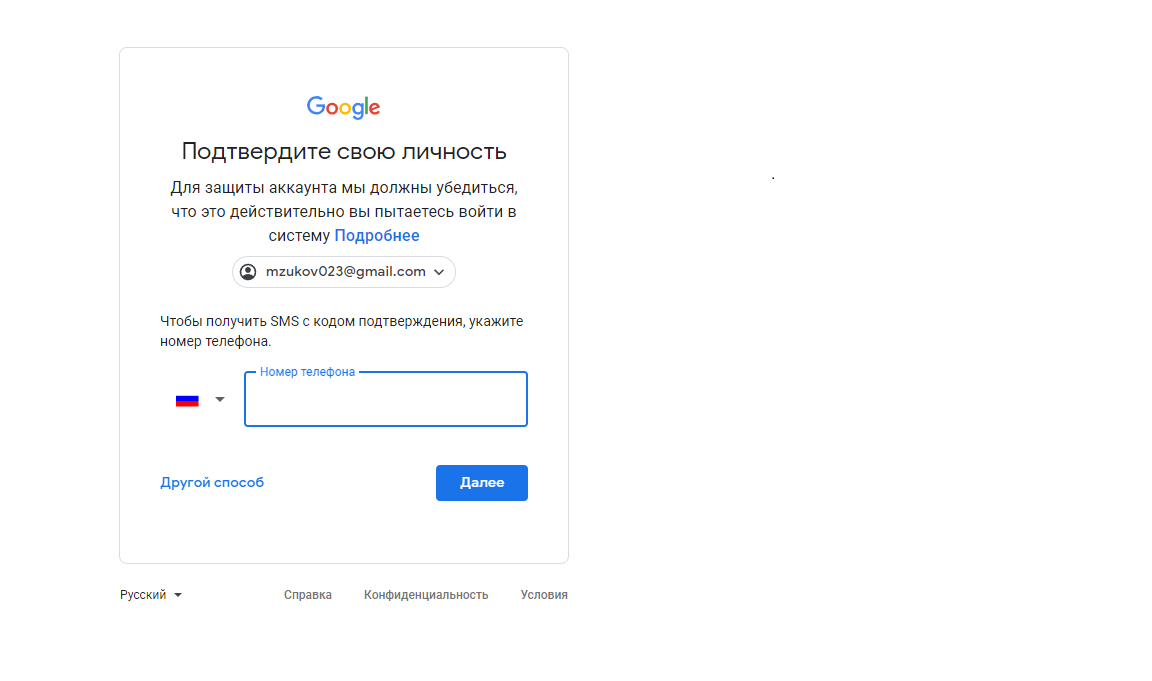 Google
Подтвердите свою личность
Для защиты аккаунта мы должны убедиться,
что это действительно вы пытаетесь войти в
систему Подробнее
mzukov023@gmail.com
Чтобы получить SMS с кодом подтверждения, укажите
номер телефона.
Номер телефона
Другой способ
Далее
Русский
Справка
Конфиденциальность
Условия
.